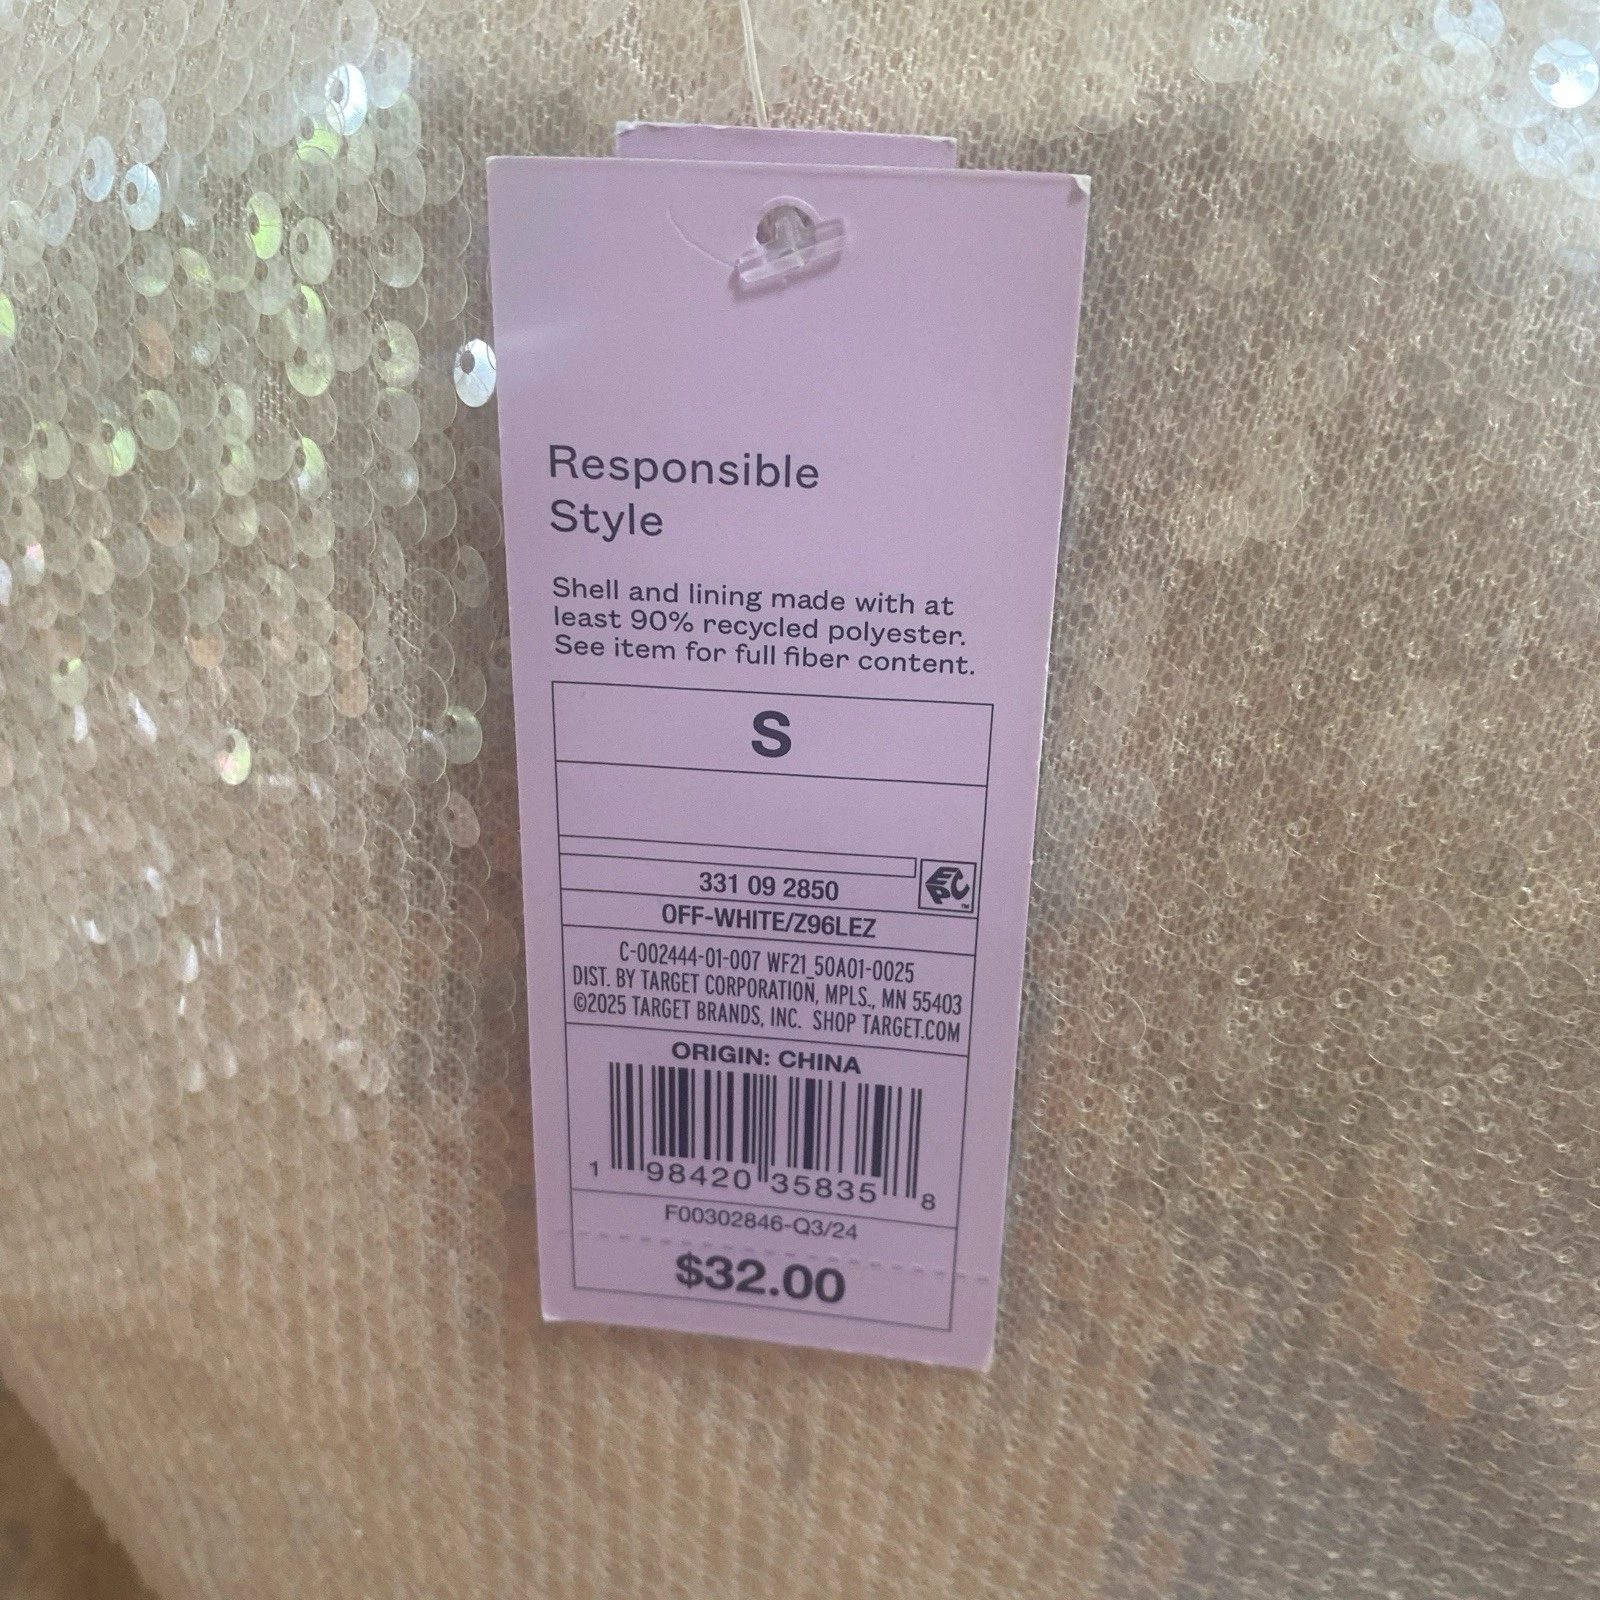 Responsible
Style
Shell and lining made with at
least 90% recycled polyester.
See item for full fiber content.
S
331 09 2850
EPC
™
OFF-WHITE/Z96LEZ
C-002444-01-007 WF21_50A01-0025
DIST. BY TARGET CORPORATION, MPLS., MN 55403
©2025 TARGET BRANDS, INC. SHOP TARGET.COM
ORIGIN: CHINA
1 98420 35835 8
F00302846-Q3/24
$32.00